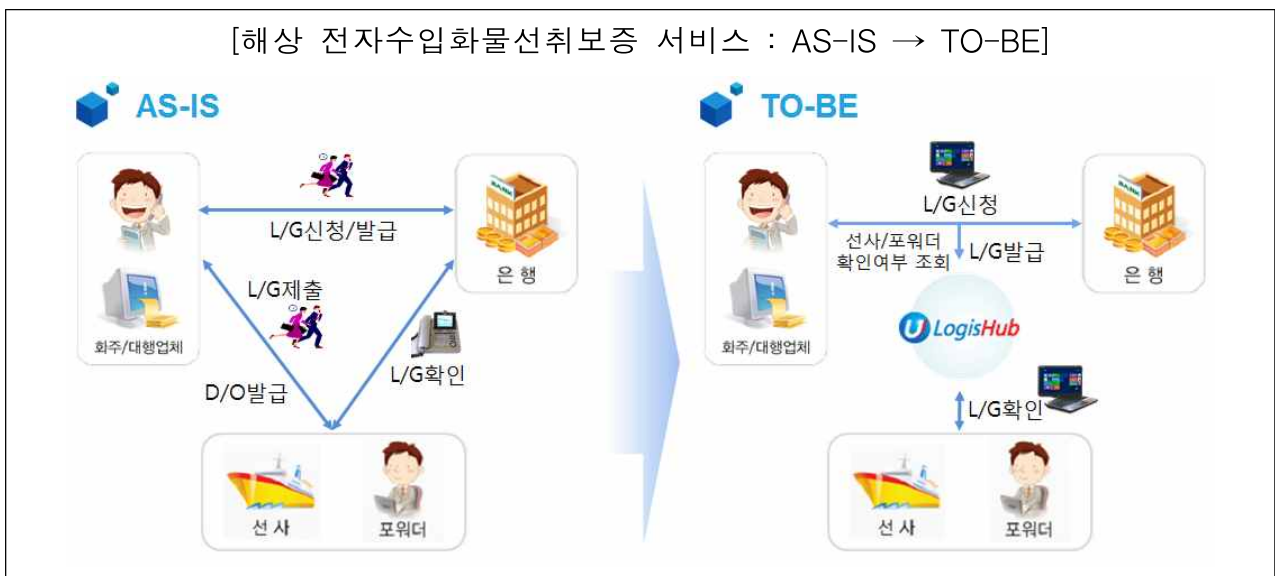 [해상 전자수입화물선취보증 서비스 : AS-IS → TO-BE]
AS-IS
L/G신청/발급
BANK
은 행
화주/대행업체
L/G제출
D/O발급
L/G확인
선 사
포워더
TO-BE
L/G신청
선사/포워더
확인여부 조회
L/G발급
BANK
은 행
화주/대행업체
U LogisHub
L/G확인
선 사
포워더